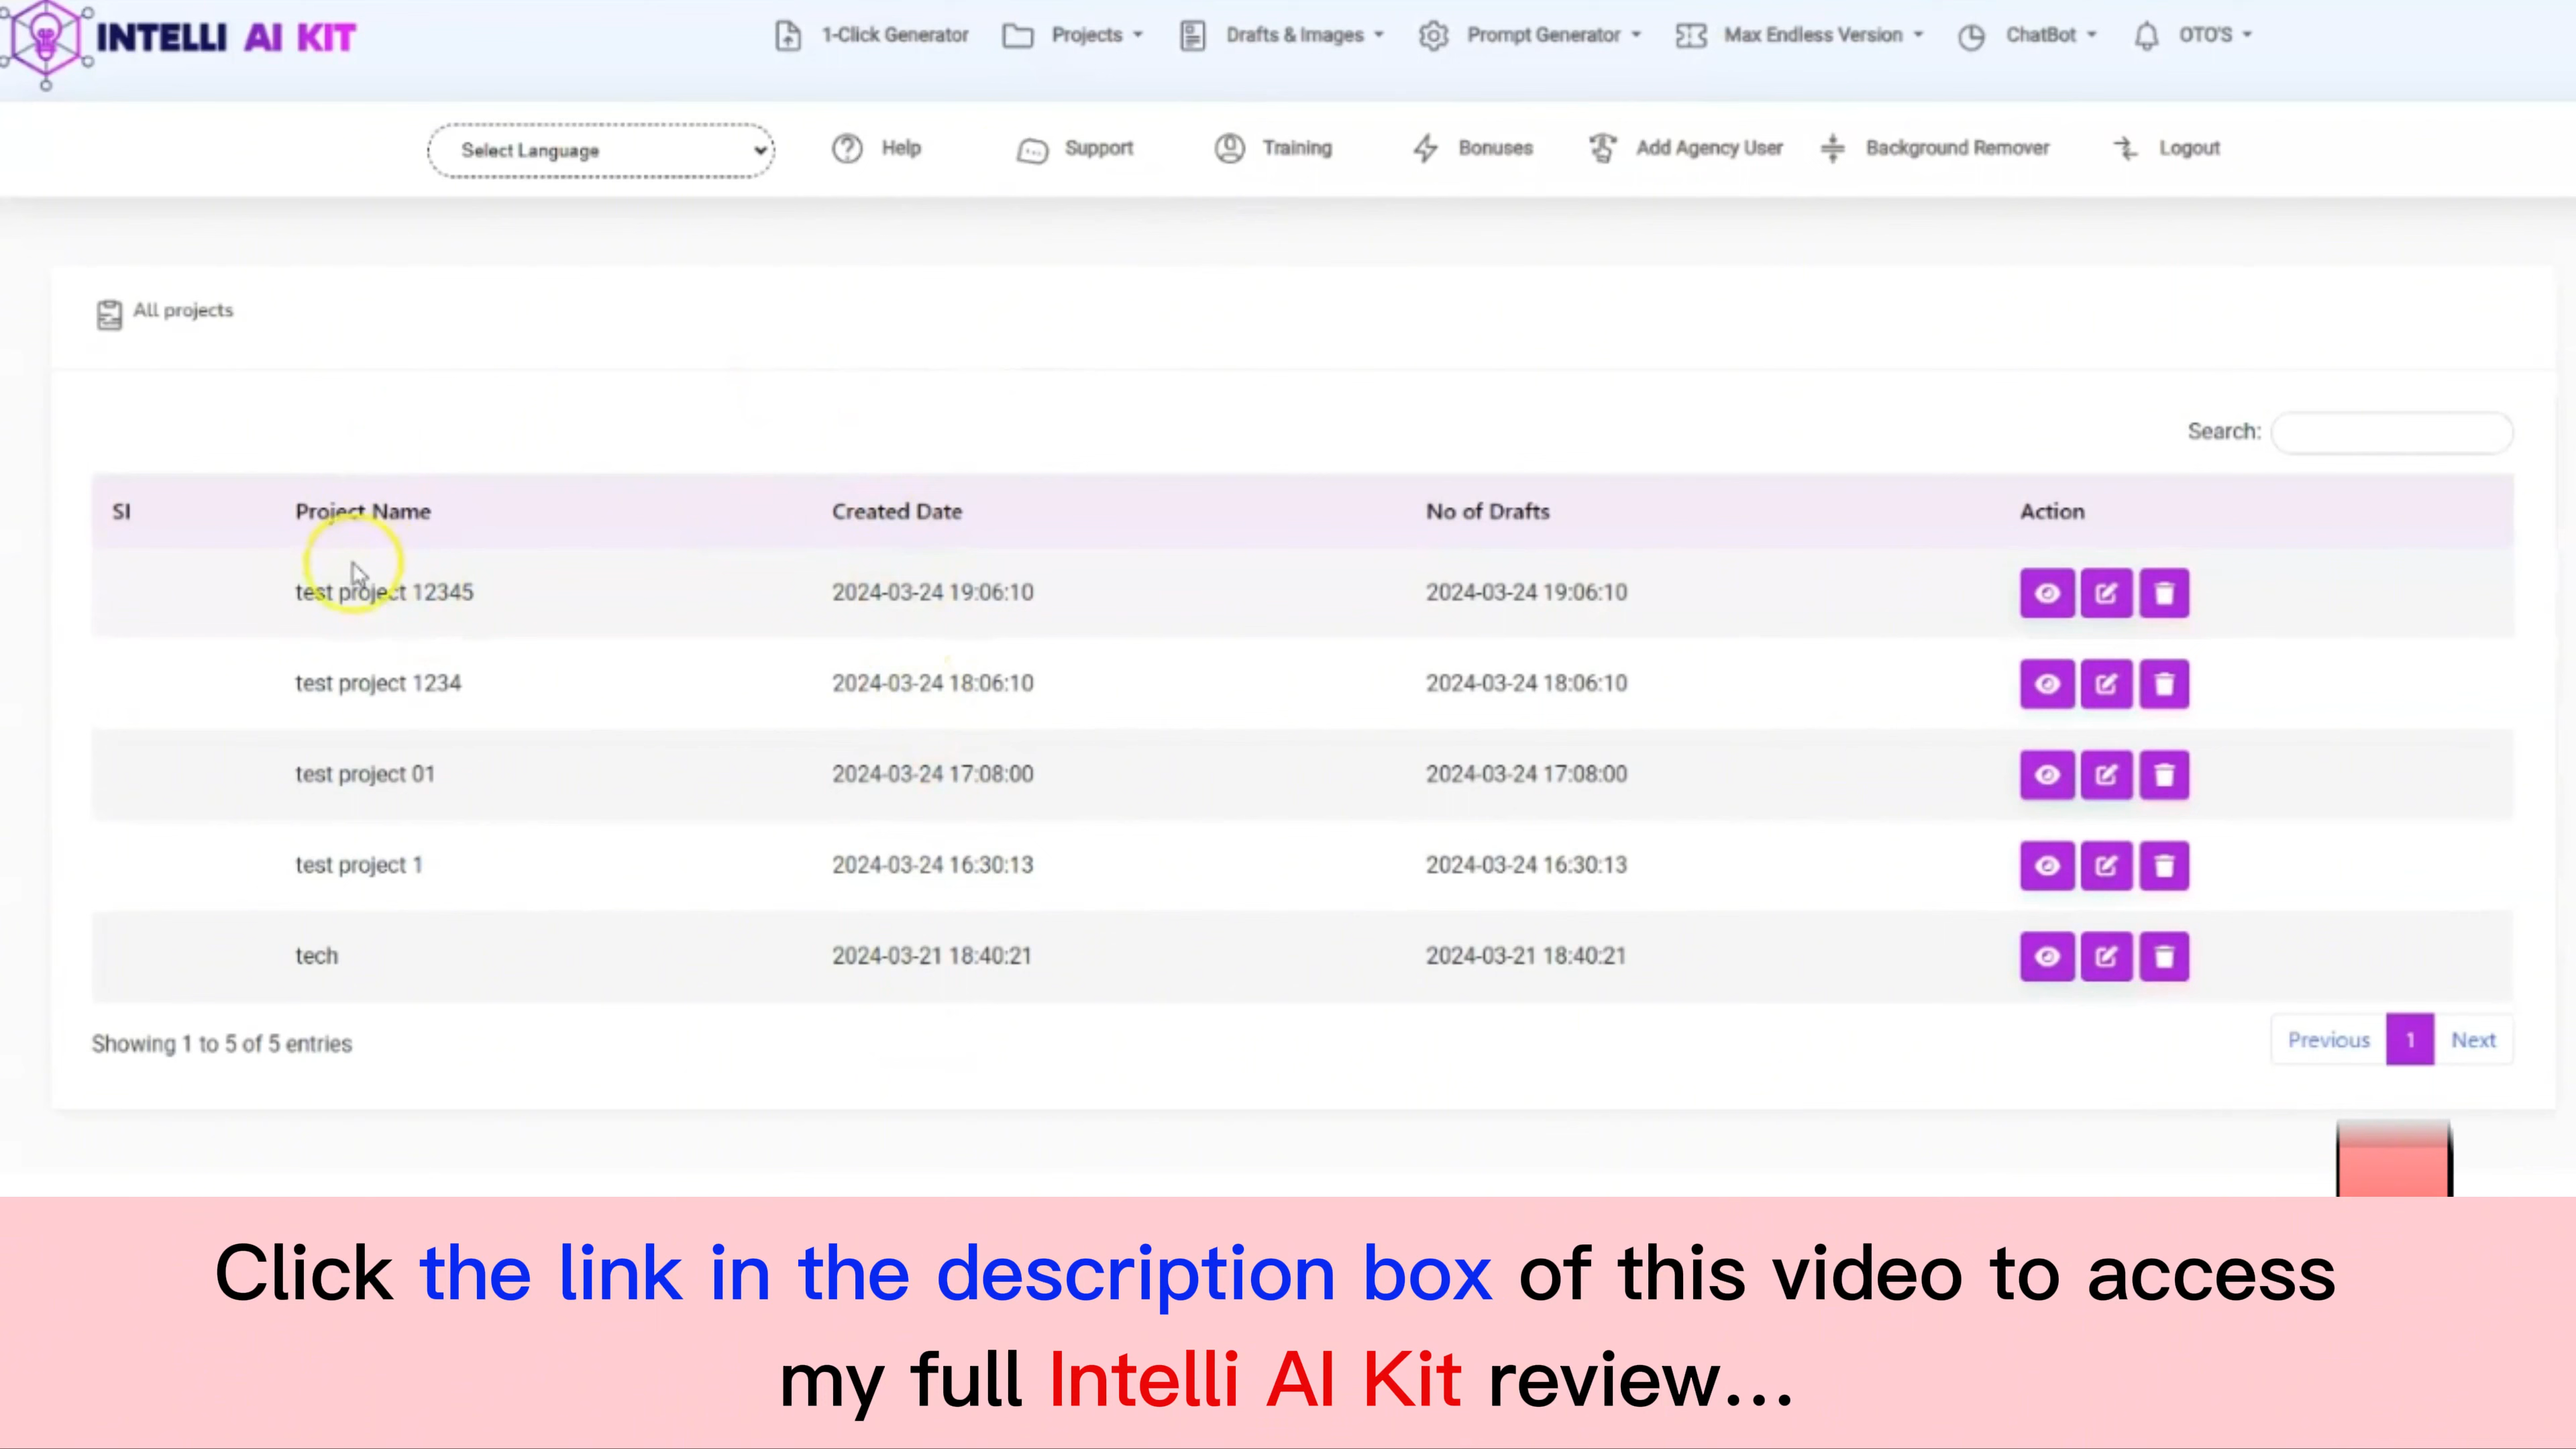 INTELLI AI KIT
1-Click Generator Projects Drafts & Images Prompt Generator Max Endless Version ChatBot OTO'S
Select Language Help Support Training Bonuses Add Agency User Background Remover Logout
All projects
Search:
SI Project Name Created Date No of Drafts Action
test project 12345 2024-03-24 19:06:10 2024-03-24 19:06:10
test project 1234 2024-03-24 18:06:10 2024-03-24 18:06:10
test project 01 2024-03-24 17:08:00 2024-03-24 17:08:00
test project 1 2024-03-24 16:30:13 2024-03-24 16:30:13
tech 2024-03-21 18:40:21 2024-03-21 18:40:21
Showing 1 to 5 of 5 entries
Previous 1 Next
Click the link in the description box of this video to access
my full Intelli AI Kit review...